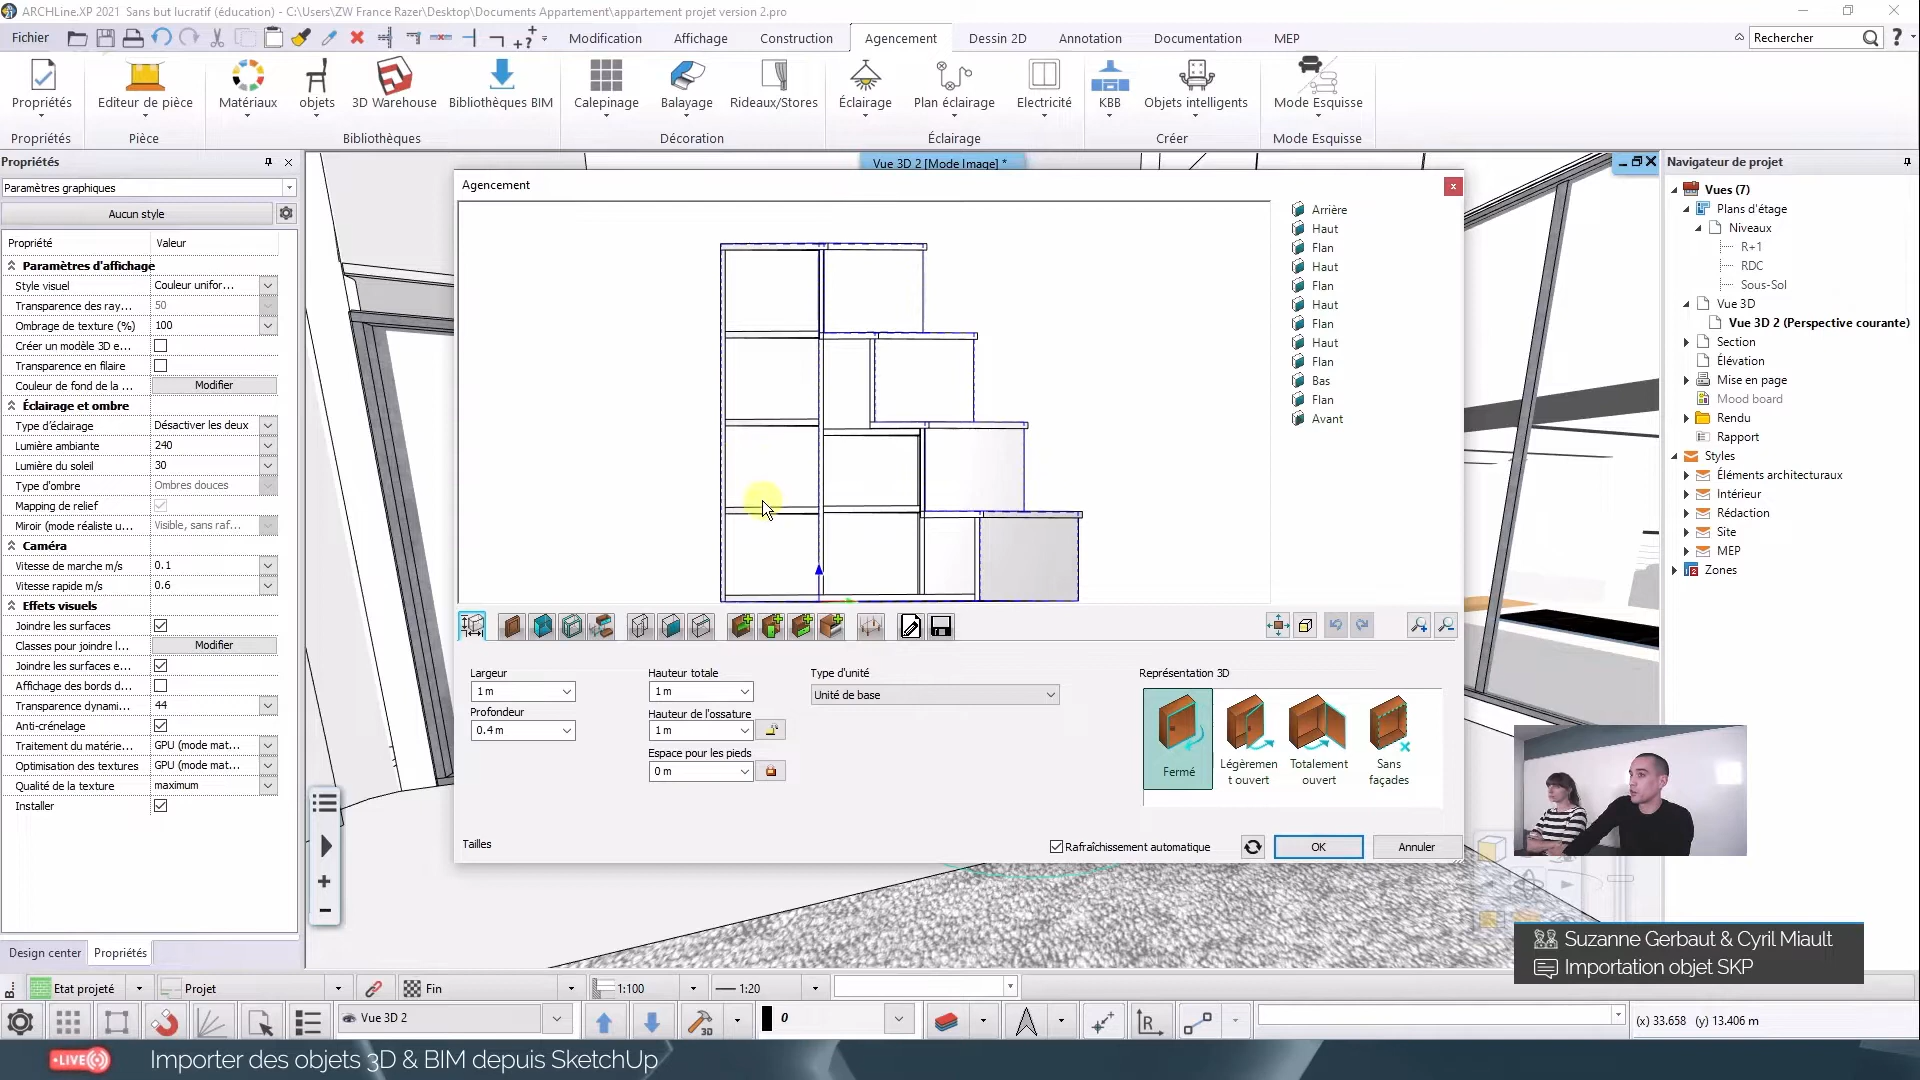 ARCHLine.XP 2021 Sans but lucratif (éducation) - C:\Users\ZW France Razer\Desktop\Documents Appartement\appartement projet version 2.pro
Fichier
Modification
Affichage
Construction
Agencement
Dessin 2D
Annotation
Documentation
MEP
Rechercher
Propriétés
Editeur de pièce
Matériaux
objets
3D Warehouse
Bibliothèques BIM
Calepinage
Balayage
Rideaux/Stores
Éclairage
Plan éclairage
Electricité
KBB
Objets intelligents
Mode Esquisse
Propriétés
Pièce
Bibliothèques
Décoration
Éclairage
Créer
Mode Esquisse
Propriétés
Paramètres graphiques
Aucun style
Propriété Valeur
Paramètres d'affichage
Style visuel Couleur unifor...
Transparence des ray... 50
Ombrage de texture (%) 100
Créer un modèle 3D e...
Transparence en filaire
Couleur de fond de la ... Modifier
Éclairage et ombre
Type d'éclairage Désactiver les deux
Lumière ambiante 240
Lumière du soleil 30
Type d'ombre Ombres douces
Mapping de relief
Miroir (mode réaliste u... Visible, sans raf...
Caméra
Vitesse de marche m/s 0.1
Vitesse rapide m/s 0.6
Effets visuels
Joindre les surfaces
Classes pour joindre l... Modifier
Joindre les surfaces e...
Affichage des bords d...
Transparence dynami... 44
Anti-crénelage
Traitement du matérie... GPU (mode mat...
Optimisation des textures GPU (mode mat...
Qualité de la texture maximum
Installer
Design center Propriétés
Vue 3D 2 [Mode Image] *
Agencement
Arrière
Haut
Flan
Haut
Flan
Haut
Flan
Haut
Flan
Bas
Flan
Avant
Largeur
1 m
Profondeur
0.4 m
Hauteur totale
1 m
Hauteur de l'ossature
1 m
Espace pour les pieds
0 m
Type d'unité
Unité de base
Représentation 3D
Fermé
Légèremen
t ouvert
Totalement
ouvert
Sans
façades
Tailles
Rafraîchissement automatique
OK
Annuler
Navigateur de projet
Vues (7)
Plans d'étage
Niveaux
R+1
RDC
Sous-Sol
Vue 3D
Vue 3D 2 (Perspective courante)
Section
Élévation
Mise en page
Mood board
Rendu
Rapport
Styles
Éléments architecturaux
Intérieur
Rédaction
Site
MEP
Zones
Suzanne Gerbaut & Cyril Miault
Importation objet SKP
Etat projeté
Projet
Fin
1:100
1:20
Vue 3D 2
0
(x) 33.658 (y) 13.406 m
LIVE
Importer des objets 3D & BIM depuis SketchUp